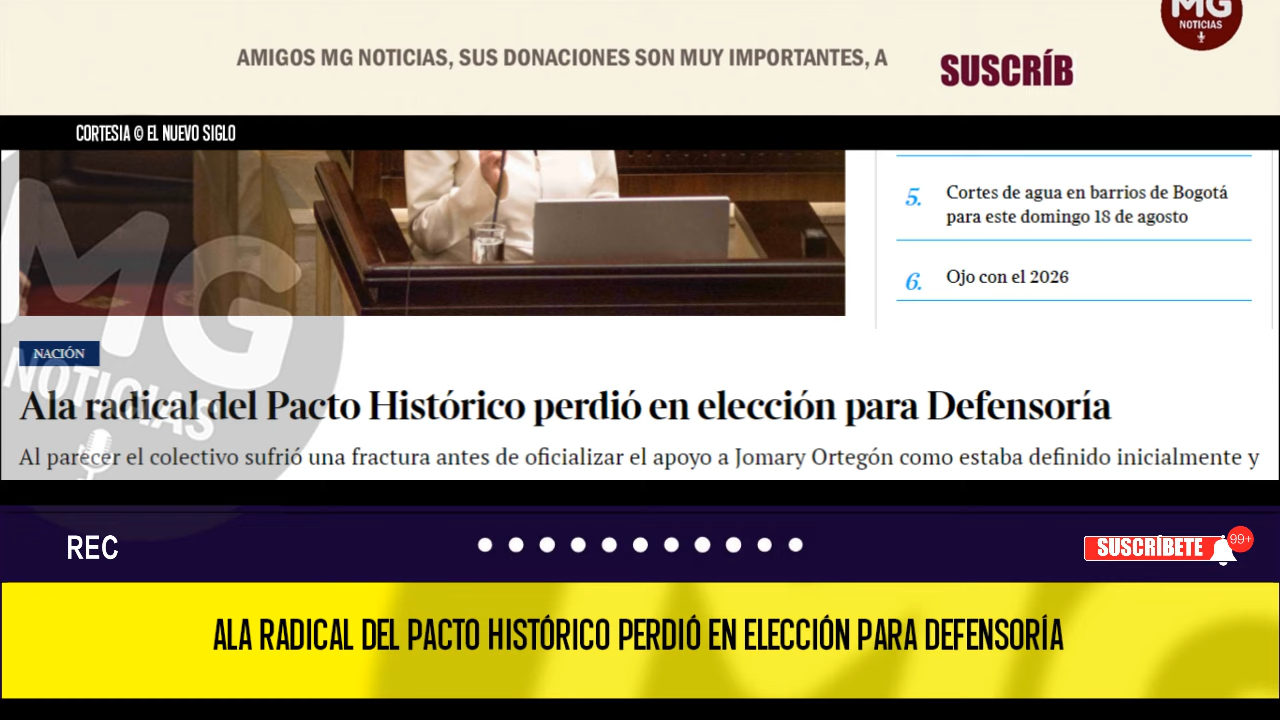 MG
NOTICIAS
AMIGOS MG NOTICIAS, SUS DONACIONES SON MUY IMPORTANTES, A
SUSCRÍB
CORTESIA © EL NUEVO SIGLO
5. Cortes de agua en barrios de Bogotá
para este domingo 18 de agosto
6. Ojo con el 2026
MG
NOTICIAS
NACIÓN
Ala radical del Pacto Histórico perdió en elección para Defensoría
Al parecer el colectivo sufrió una fractura antes de oficializar el apoyo a Jomary Ortegón como estaba definido inicialmente y
REC
SUSCRÍBETE
99+
ALA RADICAL DEL PACTO HISTÓRICO PERDIÓ EN ELECCIÓN PARA DEFENSORÍA